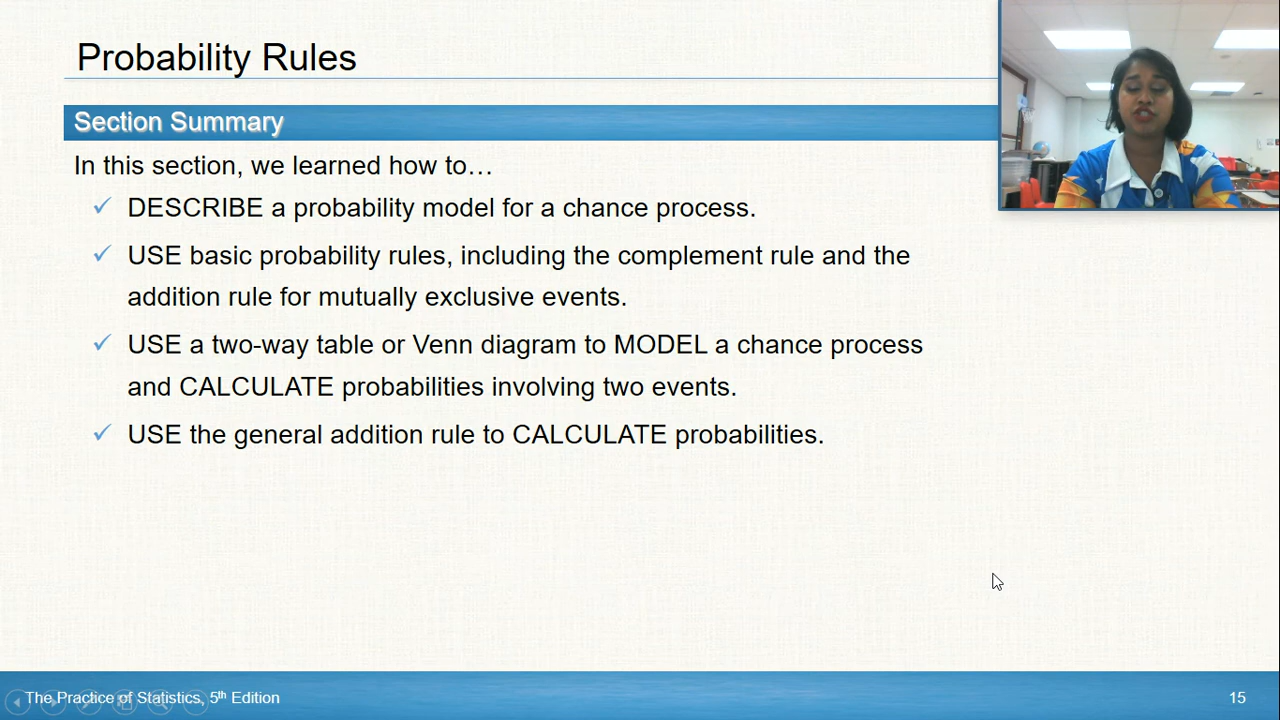 Probability Rules
Section Summary
In this section, we learned how to…
✓ DESCRIBE a probability model for a chance process.
✓ USE basic probability rules, including the complement rule and the
addition rule for mutually exclusive events.
✓ USE a two-way table or Venn diagram to MODEL a chance process
and CALCULATE probabilities involving two events.
✓ USE the general addition rule to CALCULATE probabilities.
The Practice of Statistics, 5th Edition
15